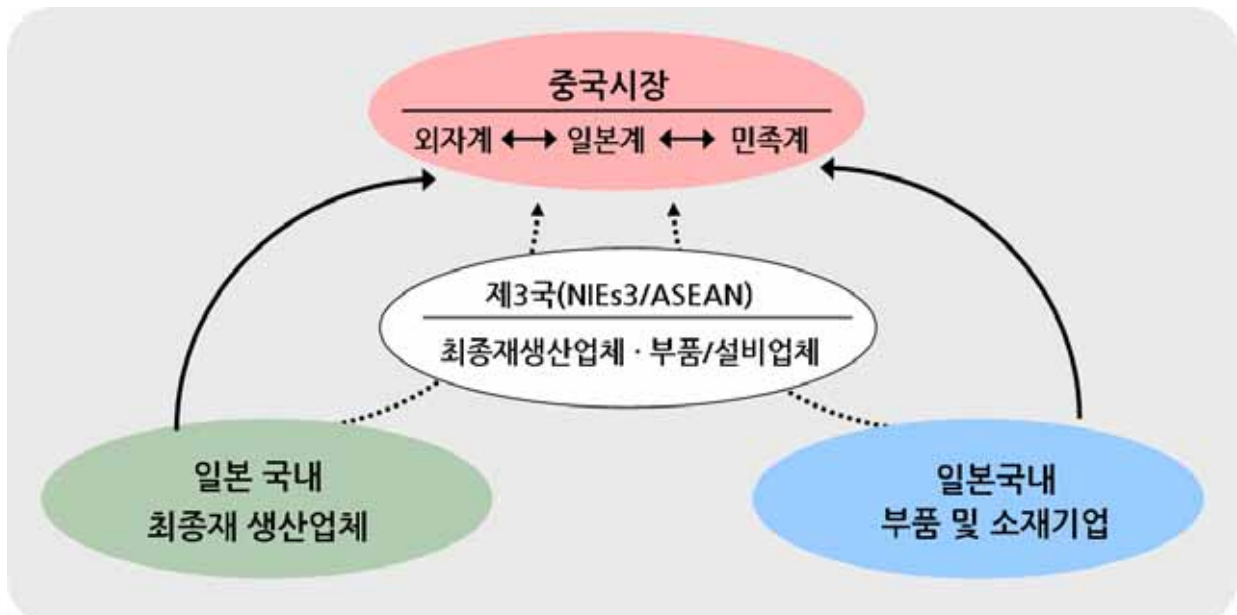 중국시장
외자계 일본계 민족계
제3국(NIEs3/ASEAN)
최종재생산업체 · 부품/설비업체
일본 국내
최종재 생산업체
일본국내
부품 및 소재기업